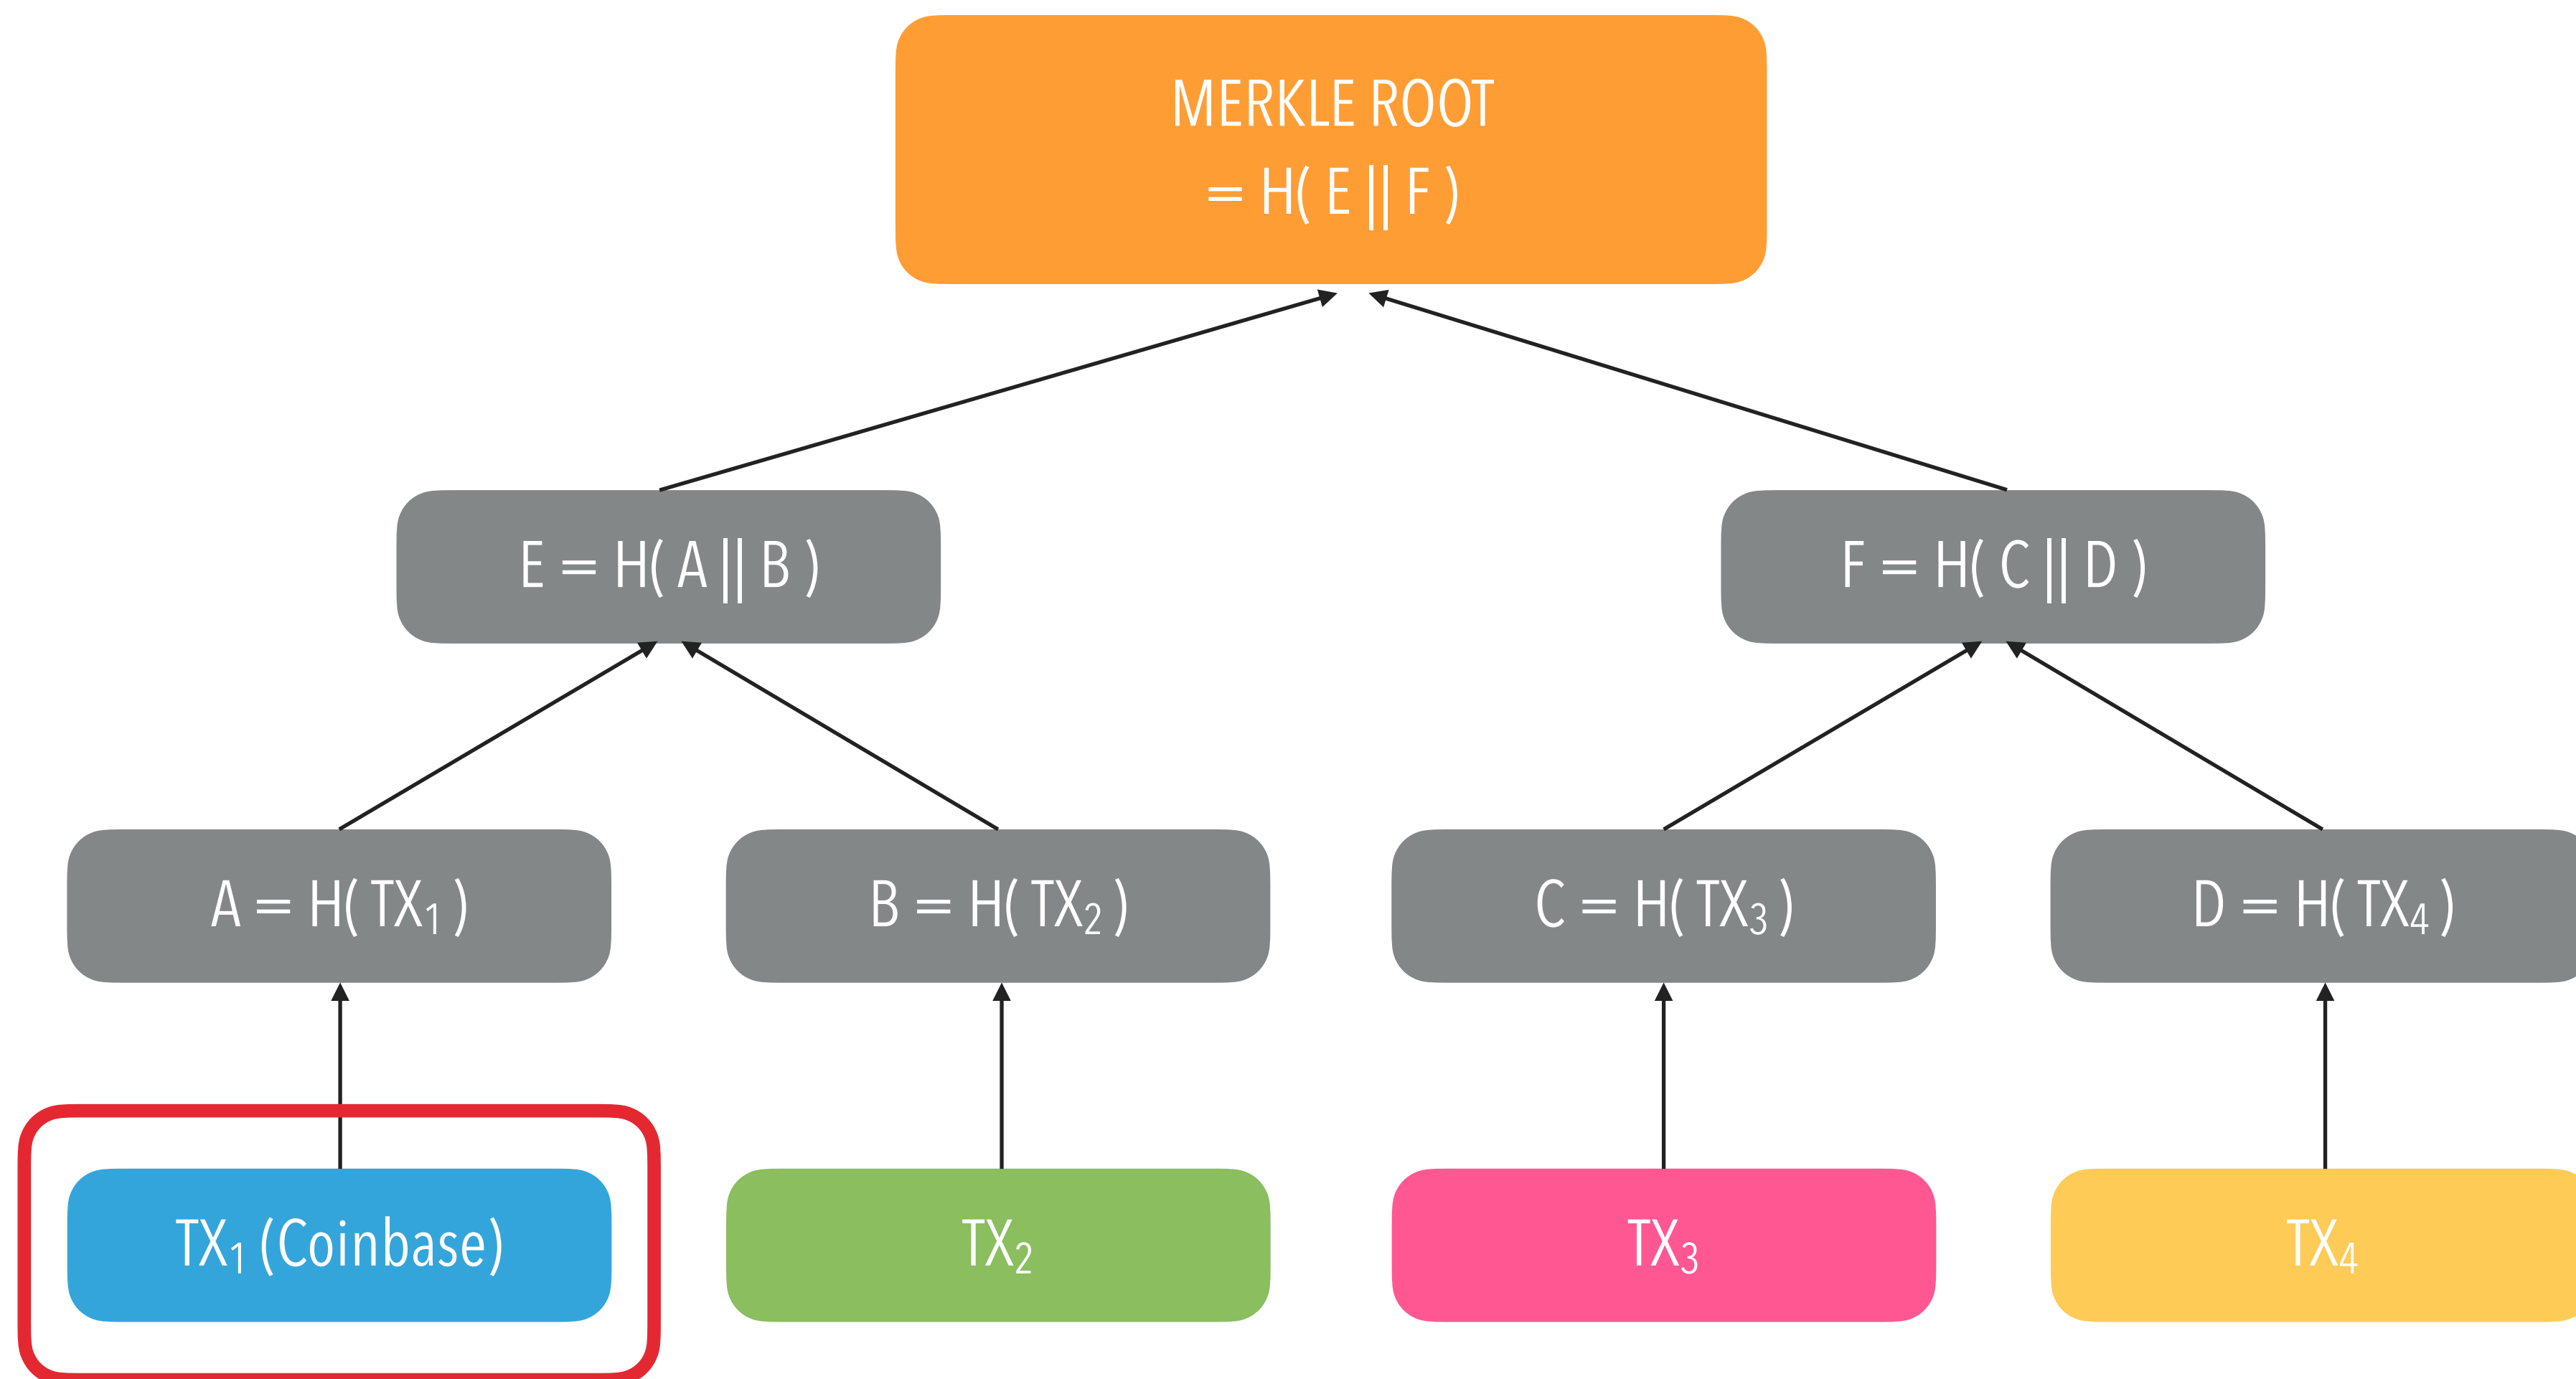 MERKLE ROOT
= H( E || F )
E = H( A || B )
F = H( C || D )
A = H( TX₁ )
B = H( TX₂ )
C = H( TX₃ )
D = H( TX₄ )
TX₁ (Coinbase)
TX₂
TX₃
TX₄